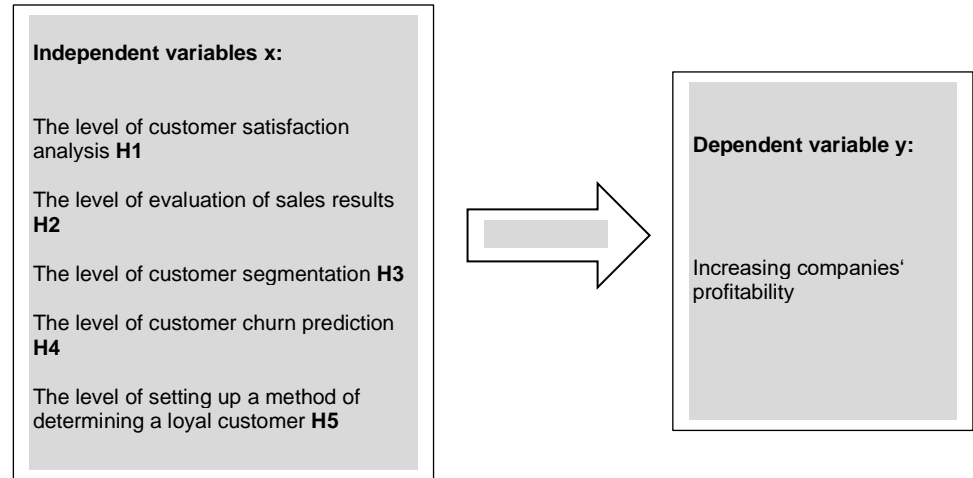 Independent variables x:
The level of customer satisfaction
analysis H1
The level of evaluation of sales results
H2
The level of customer segmentation H3
The level of customer churn prediction
H4
The level of setting up a method of
determining a loyal customer H5
Dependent variable y:
Increasing companies‘
profitability